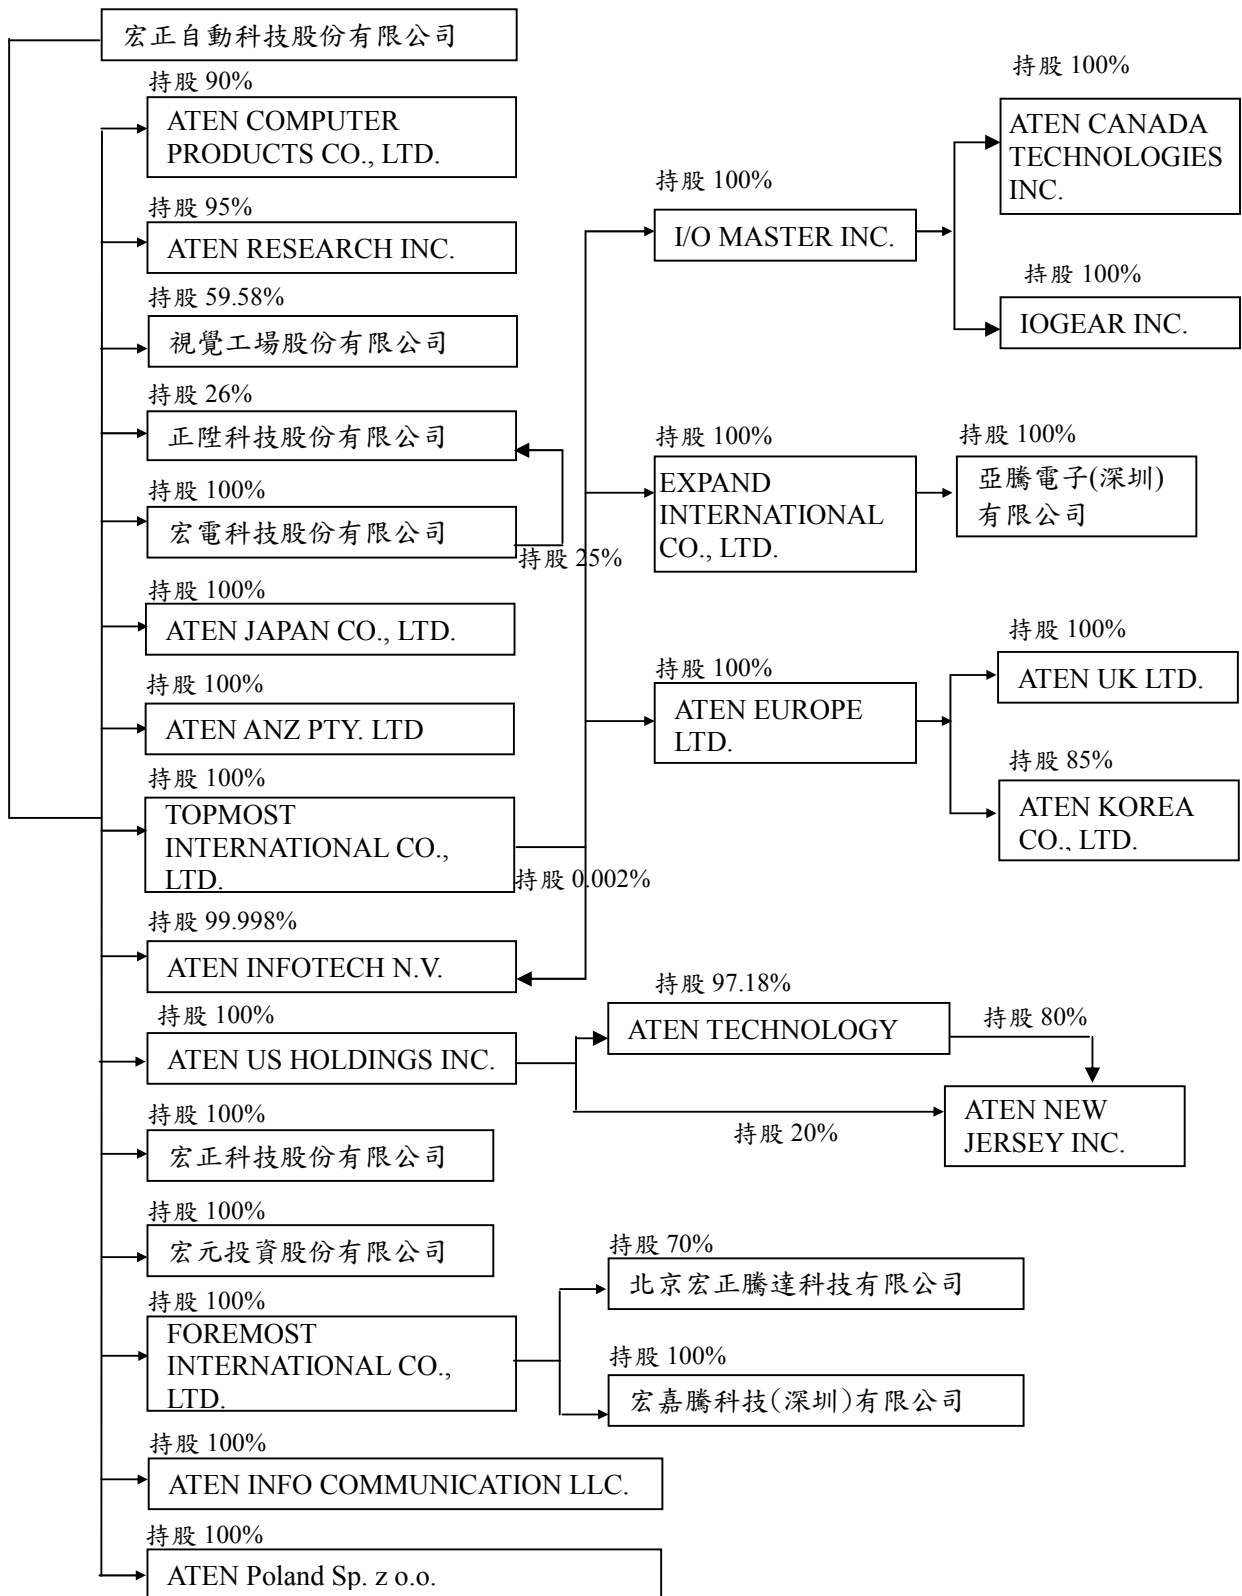 宏正自動科技股份有限公司
持股 90%
ATEN COMPUTER
PRODUCTS CO., LTD.
持股 95%
ATEN RESEARCH INC.
持股 59.58%
視覺工場股份有限公司
持股 26%
正陞科技股份有限公司
持股 100%
宏電科技股份有限公司
持股 25%
持股 100%
ATEN JAPAN CO., LTD.
持股 100%
ATEN ANZ PTY. LTD
持股 100%
TOPMOST
INTERNATIONAL CO.,
LTD.
持股 0.002%
持股 99.998%
ATEN INFOTECH N.V.
持股 100%
ATEN US HOLDINGS INC.
持股 100%
宏正科技股份有限公司
持股 100%
宏元投資股份有限公司
持股 100%
FOREMOST
INTERNATIONAL CO.,
LTD.
持股 100%
ATEN INFO COMMUNICATION LLC.
持股 100%
ATEN Poland Sp. z o.o.
持股 100%
I/O MASTER INC.
持股 100%
ATEN CANADA
TECHNOLOGIES
INC.
持股 100%
IOGEAR INC.
持股 100%
EXPAND
INTERNATIONAL
CO., LTD.
持股 100%
亞騰電子(深圳)
有限公司
持股 100%
ATEN EUROPE
LTD.
持股 100%
ATEN UK LTD.
持股 85%
ATEN KOREA
CO., LTD.
持股 97.18%
ATEN TECHNOLOGY
持股 80%
持股 20%
ATEN NEW
JERSEY INC.
持股 70%
北京宏正騰達科技有限公司
持股 100%
宏嘉騰科技(深圳)有限公司